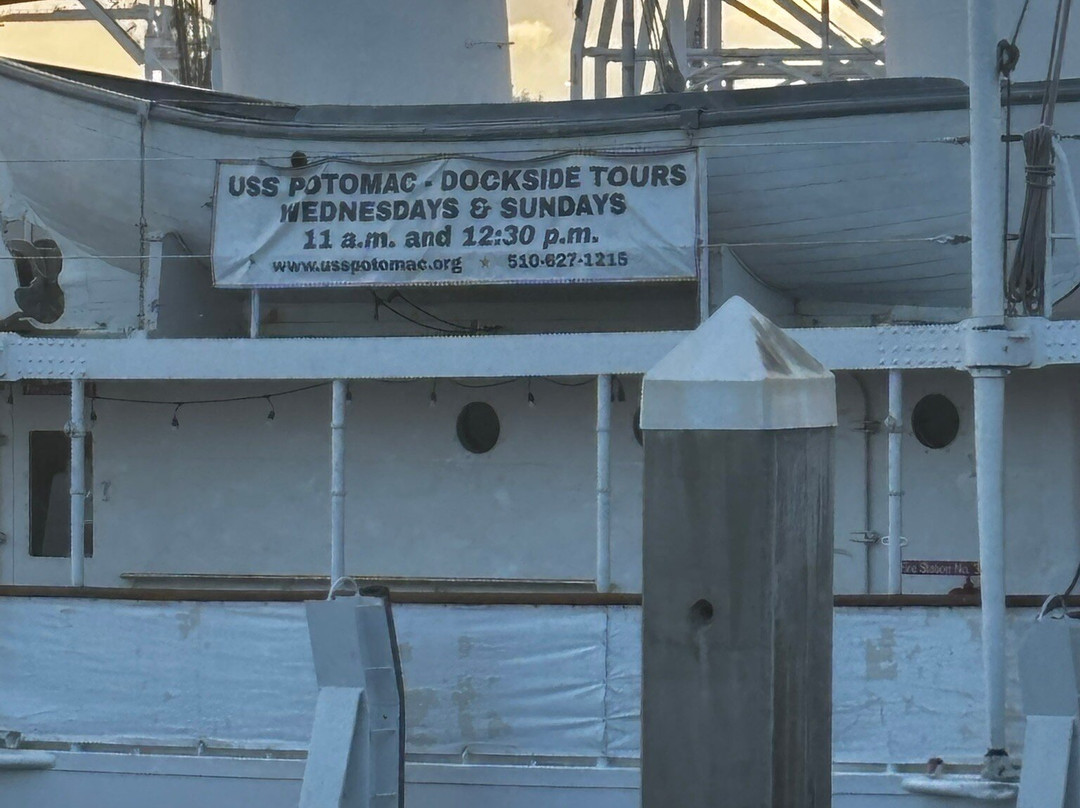 USS POTOMAC - DOCKSIDE TOURS
WEDNESDAYS & SUNDAYS
11 a.m. and 12:30 p.m.
www.usspotomac.org ★ 510-627-1215
Fire Station No. 3